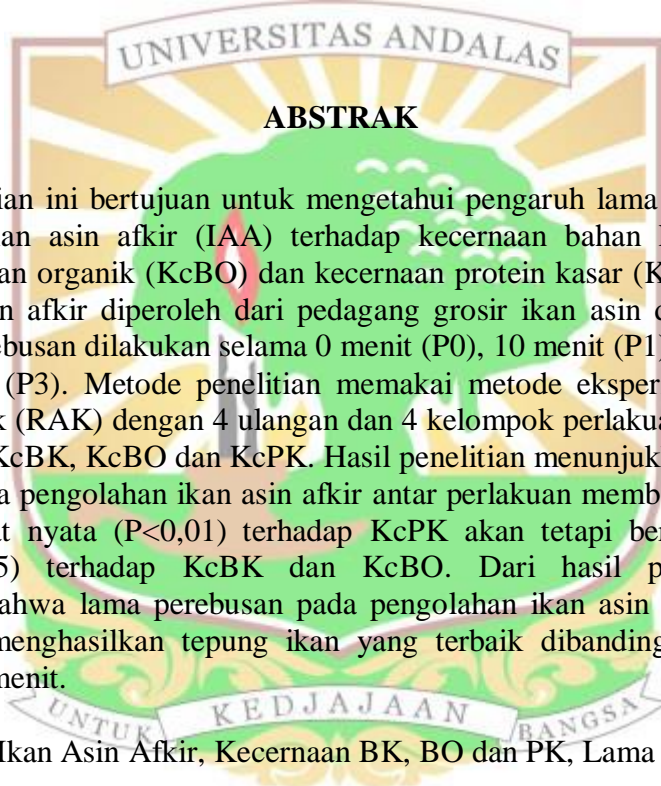 UNIVERSITAS ANDALAS
ABSTRAK
ian ini bertujuan untuk mengetahui pengaruh lama
an asin afkir (IAA) terhadap kecernaan bahan
an organik (KcBO) dan kecernaan protein kasar (K
n afkir diperoleh dari pedagang grosir ikan asin
ebusan dilakukan selama 0 menit (P0), 10 menit (P1)
(P3). Metode penelitian memakai metode eksper
k (RAK) dengan 4 ulangan dan 4 kelompok perlakua
KcBK, KcBO dan KcPK. Hasil penelitian menunjuk
a pengolahan ikan asin afkir antar perlakuan memb
at nyata (P<0,01) terhadap KcPK akan tetapi ber
5) terhadap KcBK dan KcBO. Dari hasil p
ahwa lama perebusan pada pengolahan ikan asin
menghasilkan tepung ikan yang terbaik dibanding
menit.
UNTUK KEDJAJAAN BANGSA
Ikan Asin Afkir, Kecernaan BK, BO dan PK, Lama